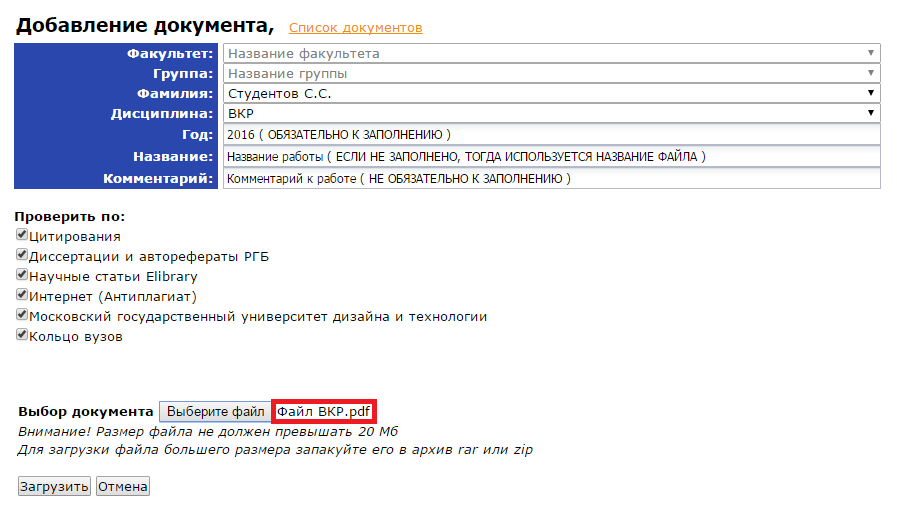 Добавление документа, Список документов
Факультет: Название факультета
Группа: Название группы
Фамилия: Студентов С.С.
Дисциплина: ВКР
Год: 2016 ( ОБЯЗАТЕЛЬНО К ЗАПОЛНЕНИЮ )
Название: Название работы ( ЕСЛИ НЕ ЗАПОЛНЕНО, ТОГДА ИСПОЛЬЗУЕТСЯ НАЗВАНИЕ ФАЙЛА )
Комментарий: Комментарий к работе ( НЕ ОБЯЗАТЕЛЬНО К ЗАПОЛНЕНИЮ )
Проверить по:
Цитирования
Диссертации и авторефераты РГБ
Научные статьи Elibrary
Интернет (Антиплагиат)
Московский государственный университет дизайна и технологии
Кольцо вузов
Выбор документа Выберите файл Файл ВКР.pdf
Внимание! Размер файла не должен превышать 20 Мб
Для загрузки файла большего размера запакуйте его в архив rar или zip
Загрузить Отмена